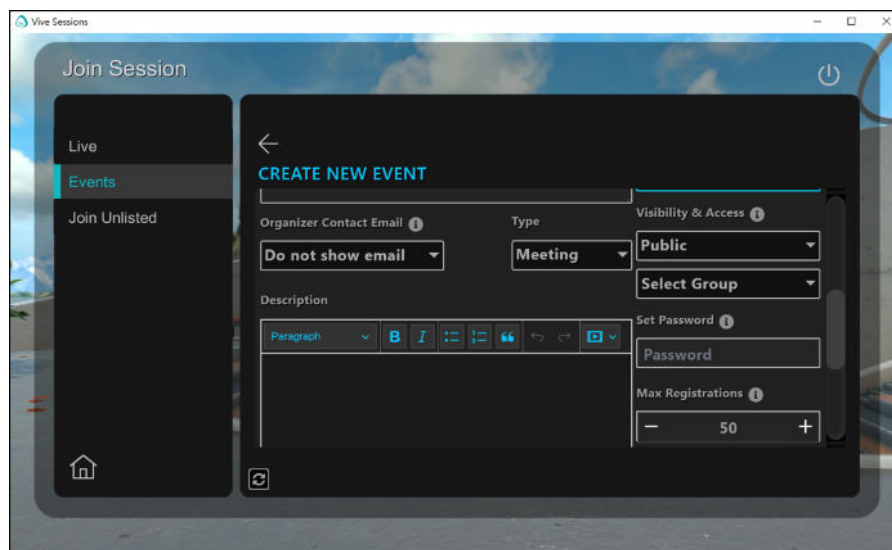 Vive Sessions
Join Session
Live
Events
Join Unlisted
CREATE NEW EVENT
Organizer Contact Email
Type
Do not show email
Meeting
Description
Paragraph
B I
Visibility & Access
Public
Select Group
Set Password
Password
Max Registrations
50